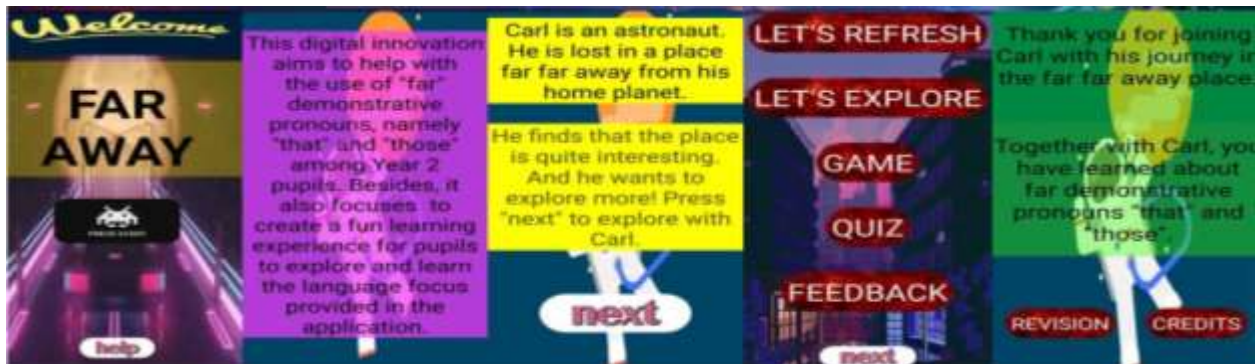 Welcome
FAR
AWAY
PRESS START
help
This digital innovation
aims to help with
the use of "far"
demonstrative
pronouns, namely
"that" and "those"
among Year 2
pupils. Besides, it
also focuses to
create a fun learning
experience for pupils
to explore and learn
the language focus
provided in the
application.
Carl is an astronaut.
He is lost in a place
far far away from his
home planet.
He finds that the place
is quite interesting.
And he wants to
explore more! Press
"next" to explore with
Carl.
next
LET'S REFRESH
LET'S EXPLORE
GAME
QUIZ
FEEDBACK
next
Thank you for joining
Carl with his journey in
the far far away place
Together with Carl, you
have learned about
far demonstrative
pronouns "that" and
"those".
REVISION
CREDITS